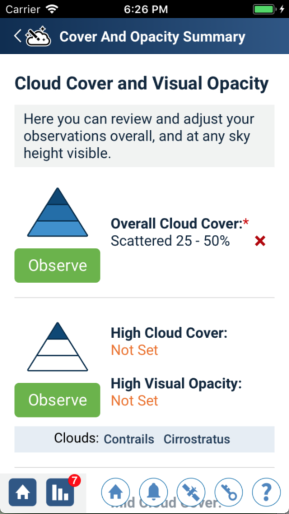 Carrier 6:26 PM
Cover And Opacity Summary
Cloud Cover and Visual Opacity
Here you can review and adjust your
observations overall, and at any sky
height visible.
Overall Cloud Cover:*
Scattered 25 - 50%
Observe
High Cloud Cover:
Not Set
High Visual Opacity:
Not Set
Observe
Clouds: Contrails Cirrostratus
7
?
Mid Cloud Cover: